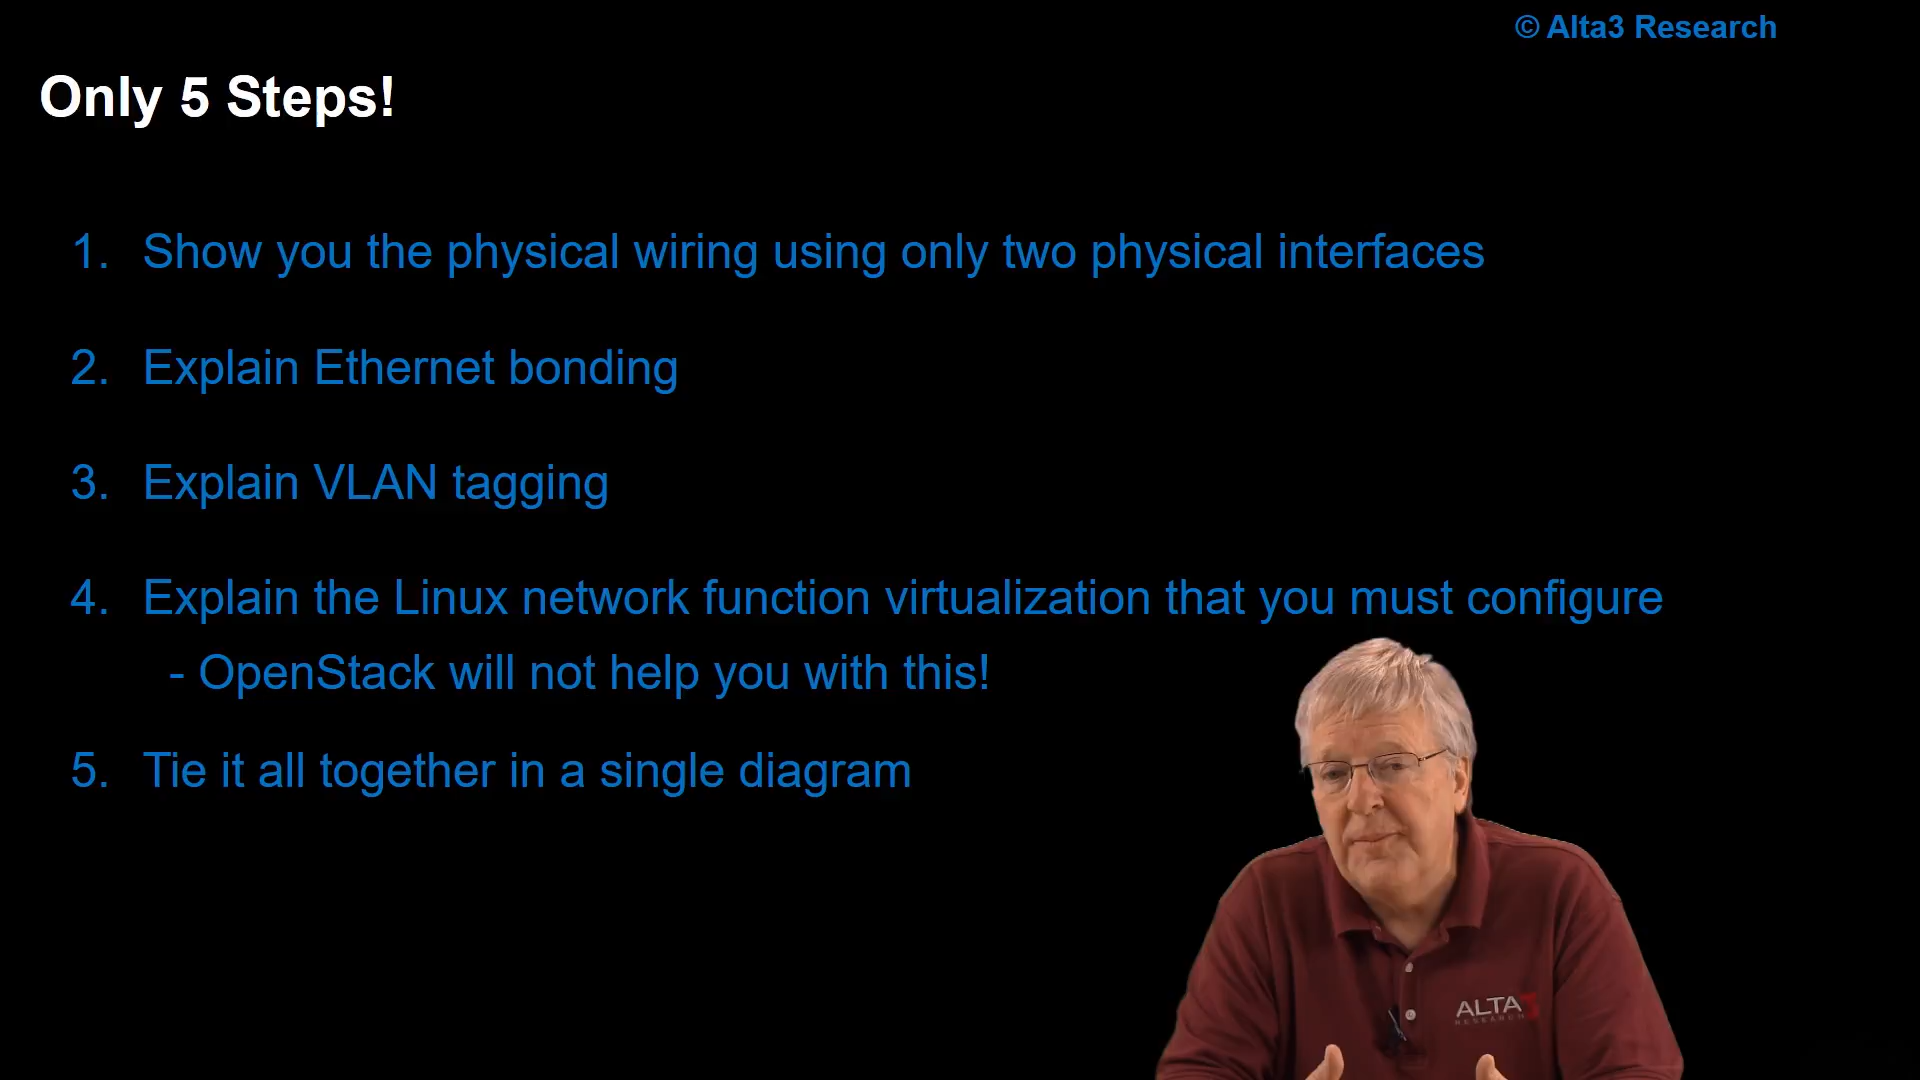 © Alta3 Research
Only 5 Steps!
1. Show you the physical wiring using only two physical interfaces
2. Explain Ethernet bonding
3. Explain VLAN tagging
4. Explain the Linux network function virtualization that you must configure
- OpenStack will not help you with this!
5. Tie it all together in a single diagram
ALTA3
RESEARCH